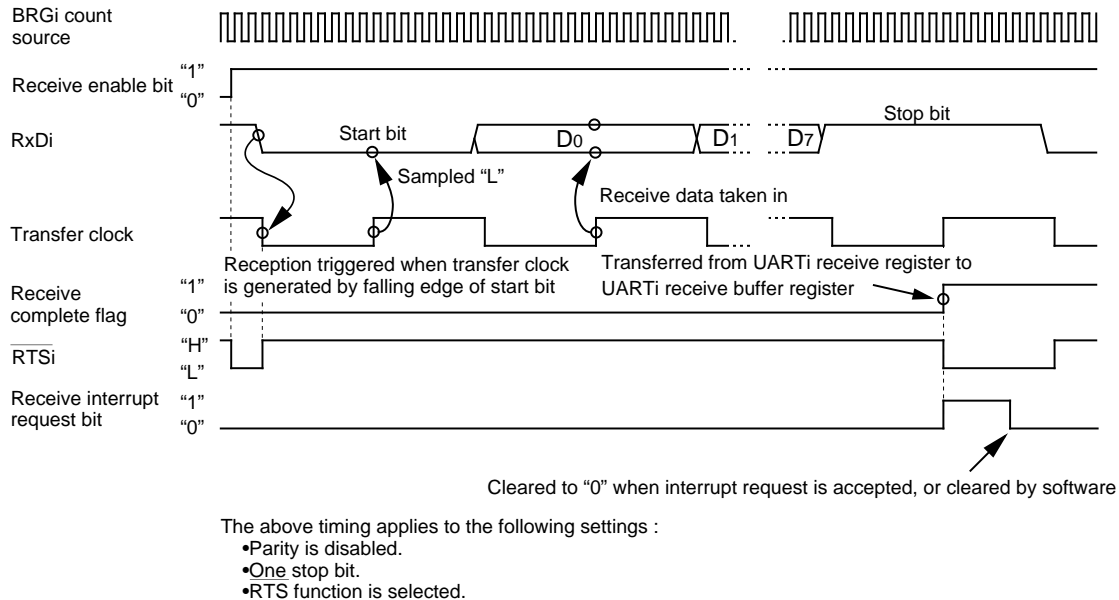 BRGi count
source
Receive enable bit
“1”
“0”
RxDi
Start bit
D0
D1
D7
Stop bit
Sampled “L”
Receive data taken in
Transfer clock
Reception triggered when transfer clock
is generated by falling edge of start bit
Transferred from UARTi receive register to
UARTi receive buffer register
Receive
complete flag
“1”
“0”
RTSi
“H”
“L”
Receive interrupt
request bit
“1”
“0”
Cleared to “0” when interrupt request is accepted, or cleared by software
The above timing applies to the following settings :
•Parity is disabled.
•One stop bit.
•RTS function is selected.